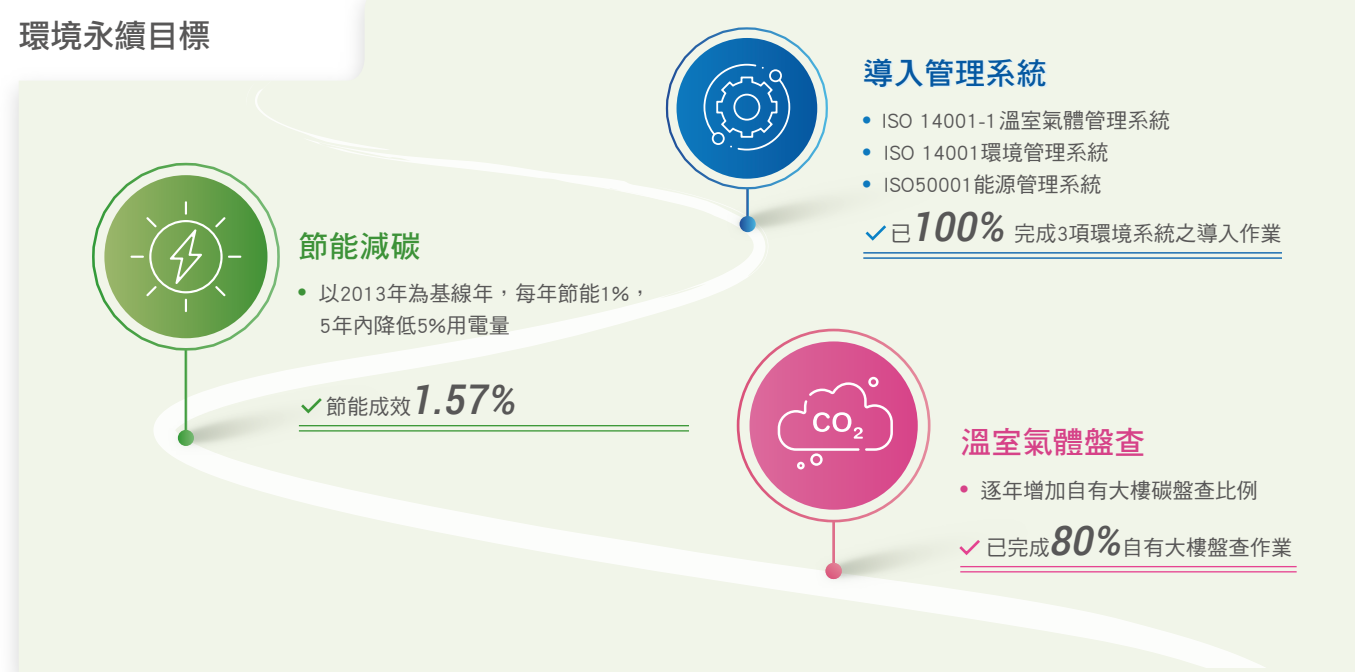 環境永續目標
導入管理系統
• ISO 14001-1溫室氣體管理系統
• ISO 14001環境管理系統
• ISO50001能源管理系統
✓已100% 完成3項環境系統之導入作業
節能減碳
• 以2013年為基線年，每年節能1%，
5年內降低5%用電量
✓節能成效1.57%
CO₂
溫室氣體盤查
• 逐年增加自有大樓碳盤查比例
✓已完成80%自有大樓盤查作業